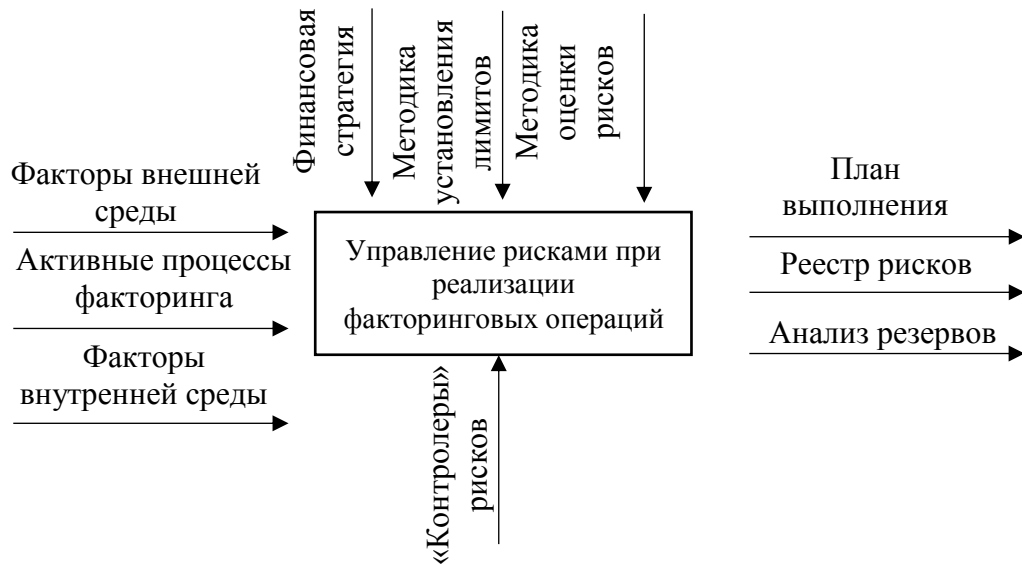 Финансовая
стратегия
Методика
установления
лимитов
Методика
оценки
рисков
Факторы внешней
среды
Активные процессы
факторинга
Факторы
внутренней среды
Управление рисками при
реализации
факторинговых операций
План
выполнения
Реестр рисков
Анализ резервов
«Контролеры»
рисков